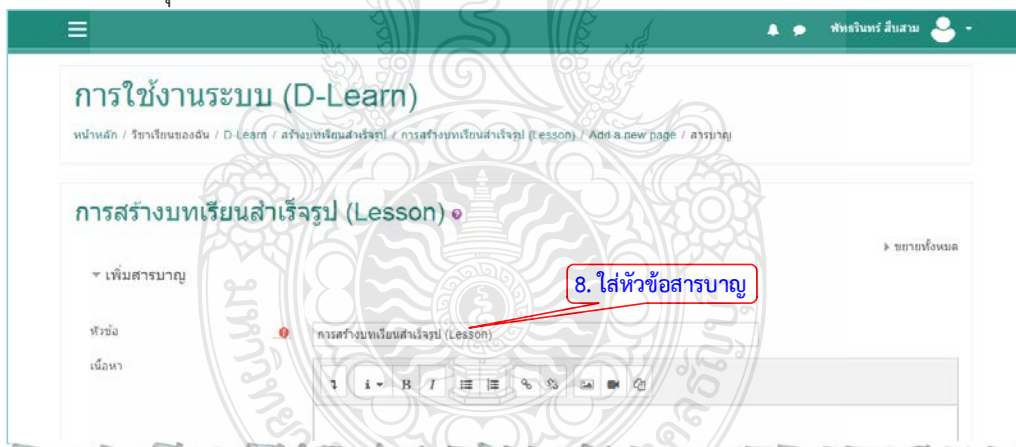 พัทธรินทร์ สืบสาม
การใช้งานระบบ (D-Learn)
หน้าหลัก / วิชาเรียนของฉัน / D-Learn / สร้างบทเรียนสำเร็จรูป / การสร้างบทเรียนสำเร็จรูป (Lesson) / Add a new page / สารบาญ
การสร้างบทเรียนสำเร็จรูป (Lesson)
ขยายทั้งหมด
เพิ่มสารบาญ
8. ใส่หัวข้อสารบาญ
หัวข้อ
การสร้างบทเรียนสำเร็จรูป (Lesson)
เนื้อหา
B I